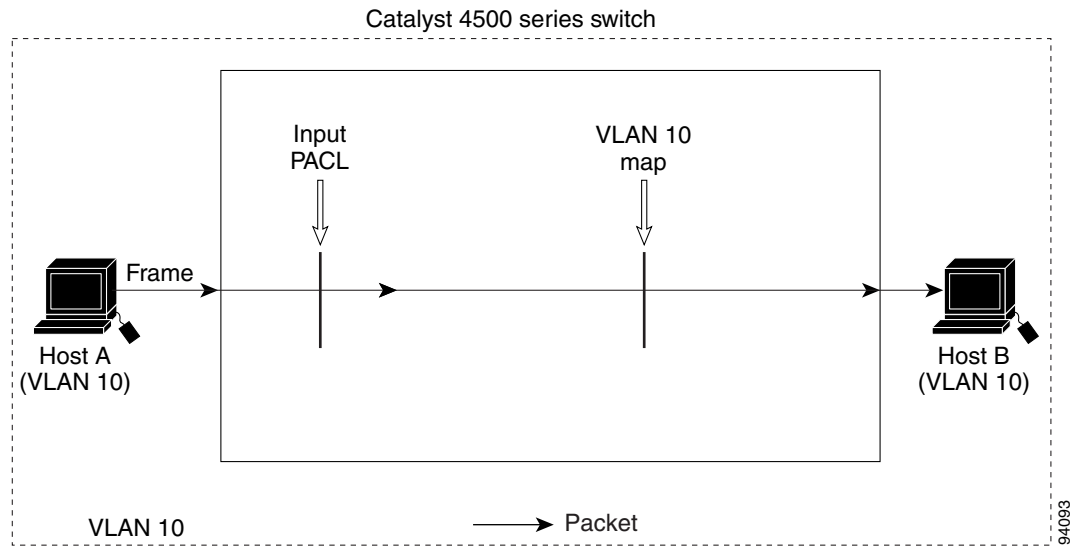 Catalyst 4500 series switch
Input
PACL
VLAN 10
map
Frame
Host A
(VLAN 10)
Host B
(VLAN 10)
VLAN 10
Packet
94093